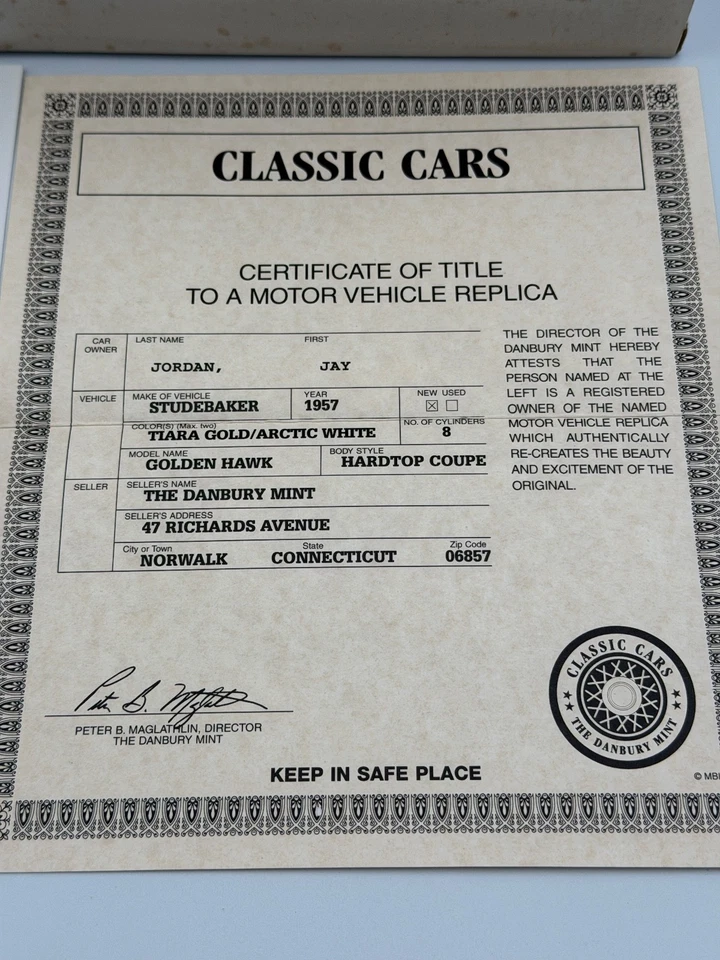 CLASSIC CARS
CERTIFICATE OF TITLE
TO A MOTOR VEHICLE REPLICA
CAR OWNER LAST NAME FIRST
JORDAN, JAY
VEHICLE MAKE OF VEHICLE YEAR NEW USED
STUDEBAKER 1957 ☒ ☐
COLOR(S) (Max. two) NO. OF CYLINDERS
TIARA GOLD/ARCTIC WHITE 8
MODEL NAME BODY STYLE
GOLDEN HAWK HARDTOP COUPE
SELLER SELLER'S NAME
THE DANBURY MINT
SELLER'S ADDRESS
47 RICHARDS AVENUE
City or Town State Zip Code
NORWALK CONNECTICUT 06857
THE DIRECTOR OF THE
DANBURY MINT HEREBY
ATTESTS THAT THE
PERSON NAMED AT THE
LEFT IS A REGISTERED
OWNER OF THE NAMED
MOTOR VEHICLE REPLICA
WHICH AUTHENTICALLY
RE-CREATES THE BEAUTY
AND EXCITEMENT OF THE
ORIGINAL.
Peter B. Maglathlin
PETER B. MAGLATHLIN, DIRECTOR
THE DANBURY MINT
CLASSIC CARS
THE DANBURY MINT
KEEP IN SAFE PLACE